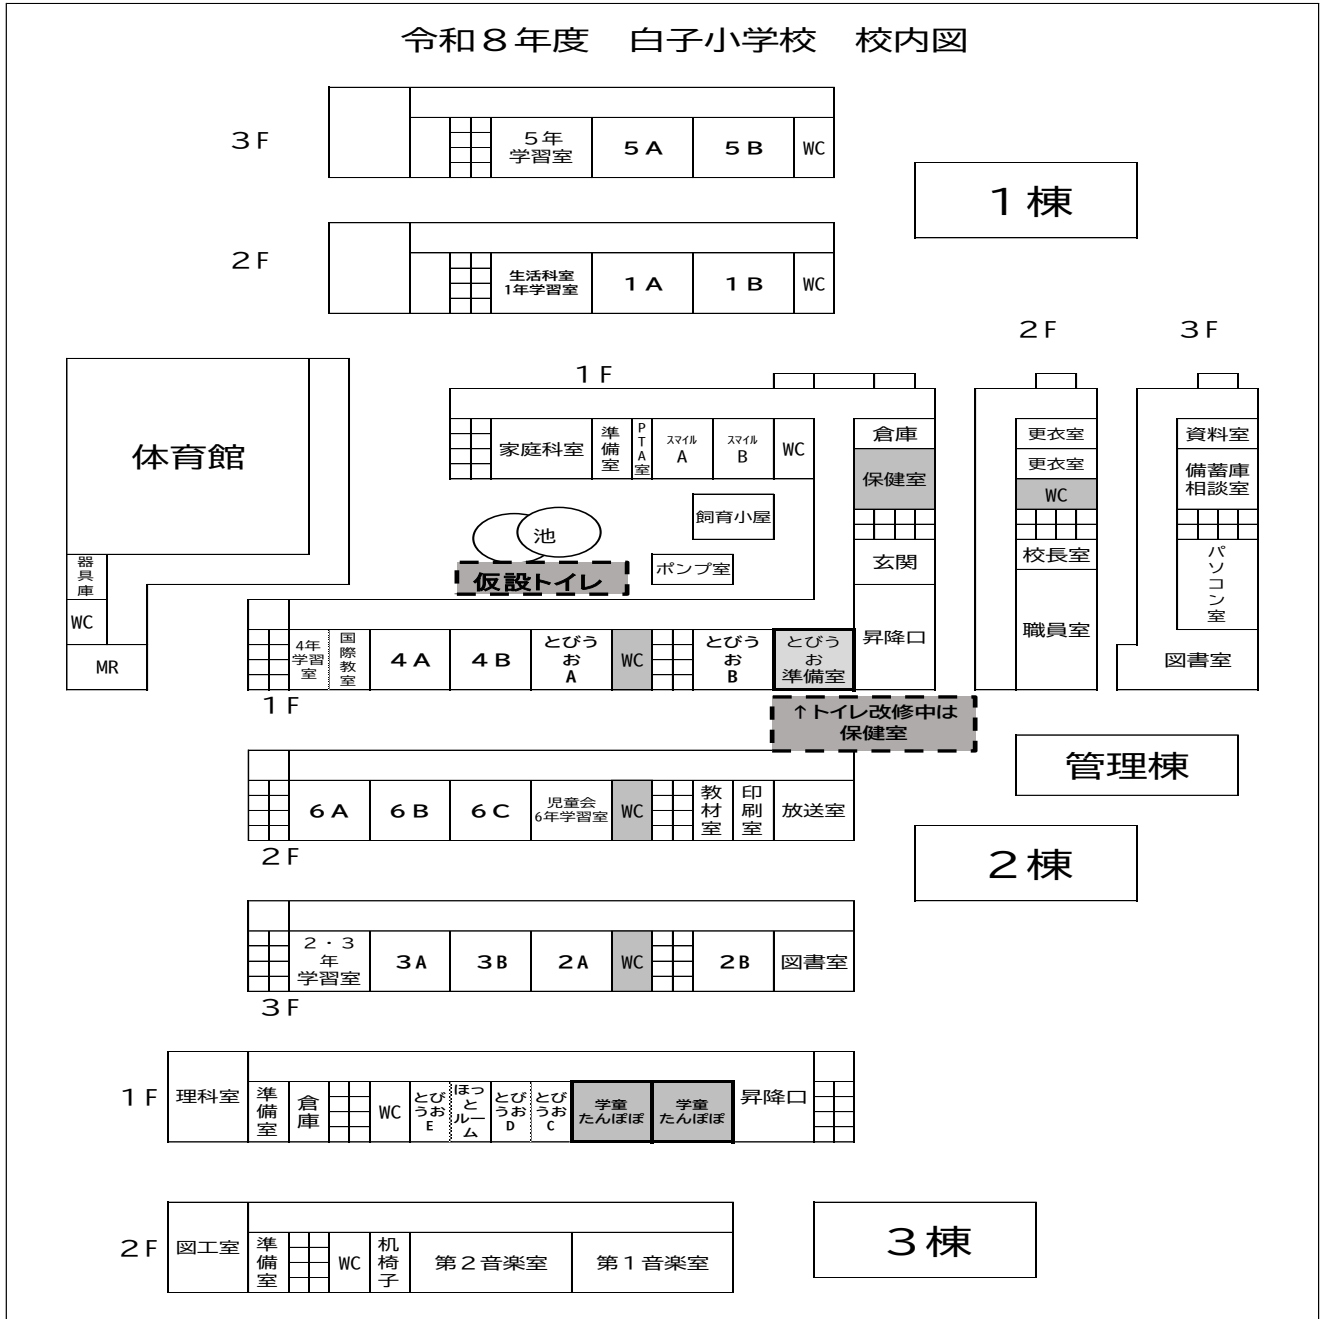 令和８年度　白子小学校　校内図
３Ｆ
５年
学習室
５Ａ
５Ｂ
WC
１棟
２Ｆ
生活科室
1年学習室
１Ａ
１Ｂ
WC
２Ｆ
３Ｆ
１Ｆ
体育館
器具庫
WC
MR
家庭科室
準備室
PTA室
スマイル
A
スマイル
B
WC
倉庫
保健室
玄関
昇降口
更衣室
更衣室
WC
校長室
職員室
資料室
備蓄庫
相談室
パソコン室
図書室
飼育小屋
池
ポンプ室
仮設トイレ
4年
学習
室
国際教室
４Ａ
４Ｂ
とびう
お
A
WC
とびう
お
B
とびう
お
準備室
１Ｆ
↑トイレ改修中は
保健室
管理棟
６Ａ
６Ｂ
６Ｃ
児童会
6年学習室
WC
教材室
印刷室
放送室
２Ｆ
２棟
２・３
年
学習室
３A
３B
２A
WC
２B
図書室
３Ｆ
１Ｆ
理科室
準備室
倉庫
WC
とび
うお
E
ほっ
と
ルー
ム
とび
うお
D
とび
うお
C
学童
たんぽぽ
学童
たんぽぽ
昇降口
２Ｆ
図工室
準備室
WC
机椅子
第２音楽室
第１音楽室
３棟